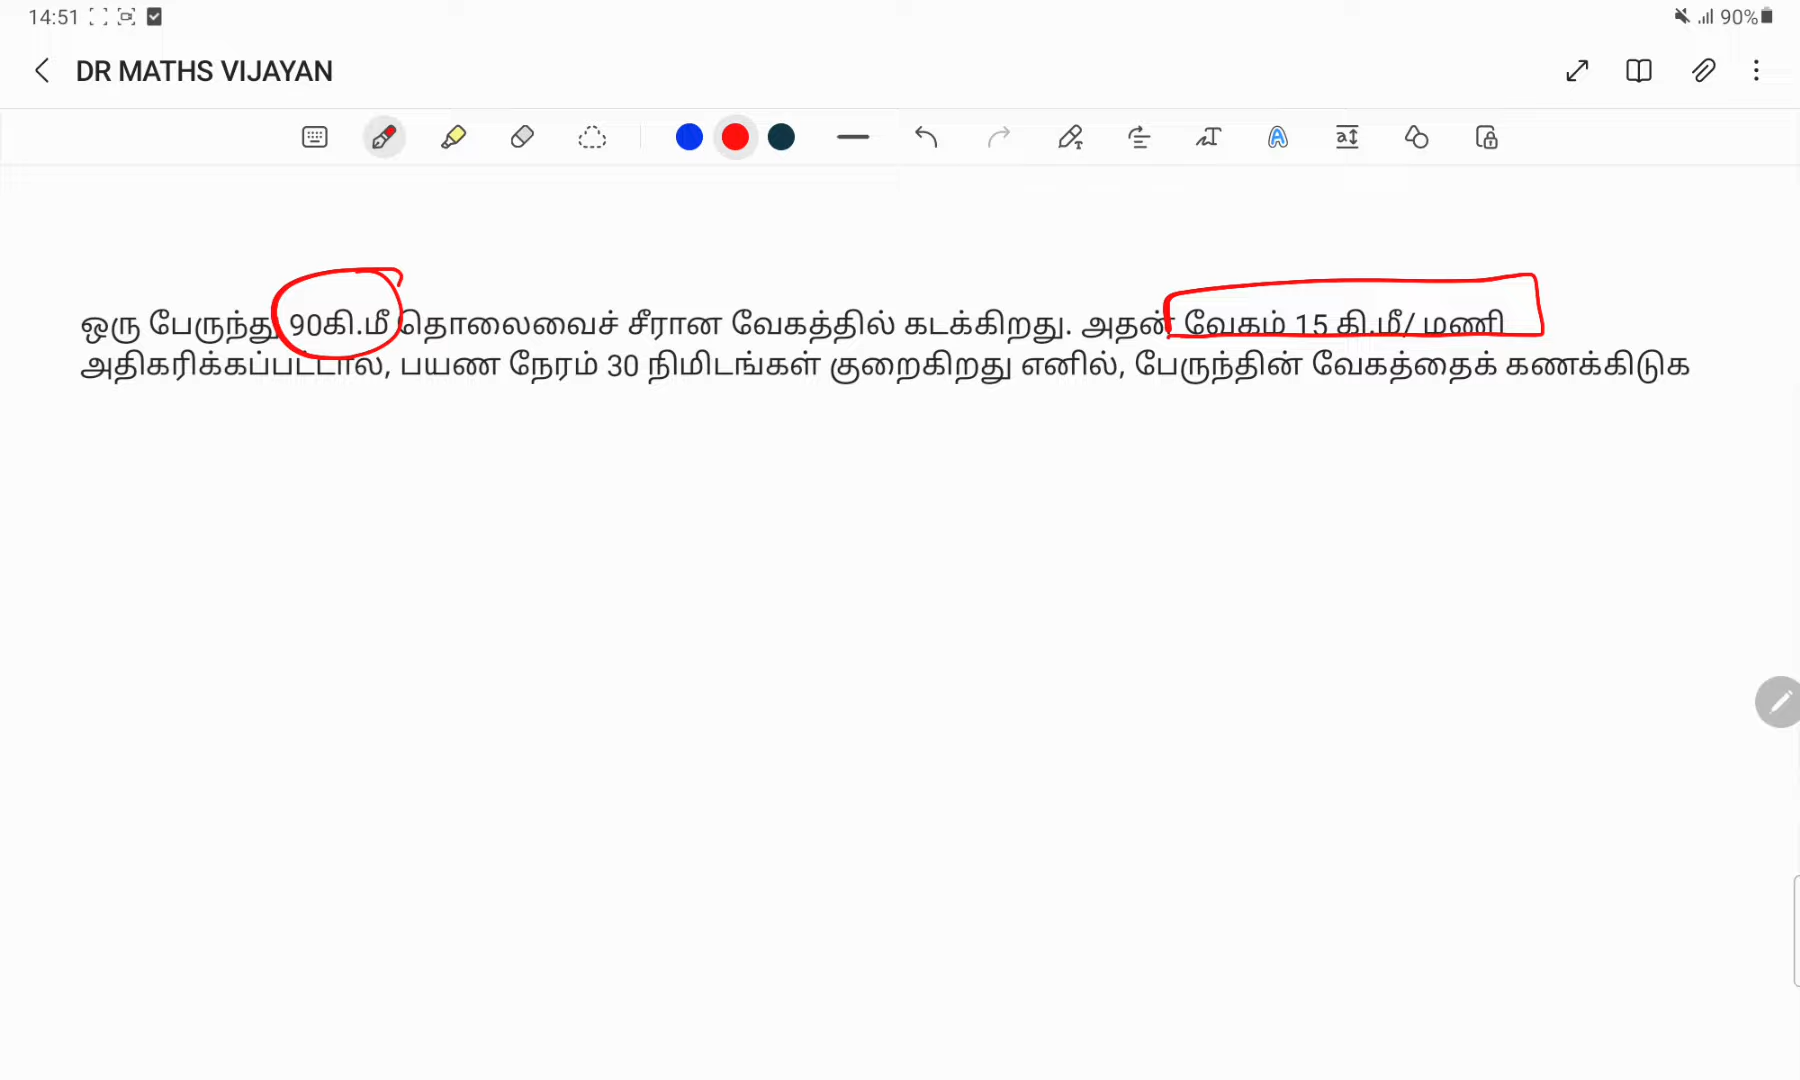 14:51 90%
DR MATHS VIJAYAN
ஒரு பேருந்து 90கி.மீ தொலைவைச் சீரான வேகத்தில் கடக்கிறது. அதன் வேகம் 15 கி.மீ/ மணி
அதிகரிக்கப்பட்டால், பயண நேரம் 30 நிமிடங்கள் குறைகிறது எனில், பேருந்தின் வேகத்தைக் கணக்கிடுக